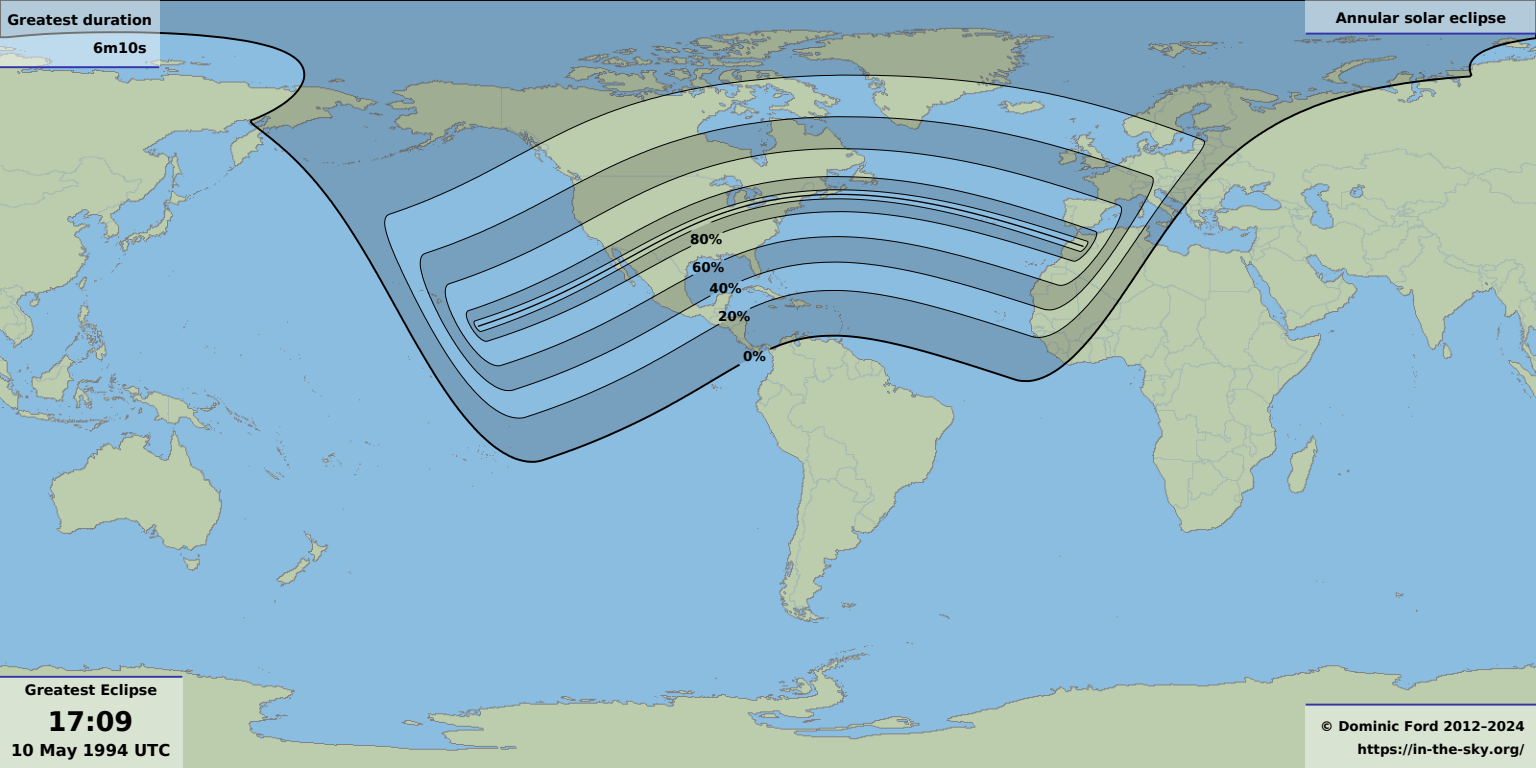 Greatest duration
6m10s
Annular solar eclipse
80%
60%
40%
20%
0%
Greatest Eclipse
17:09
10 May 1994 UTC
© Dominic Ford 2012–2024
https://in-the-sky.org/